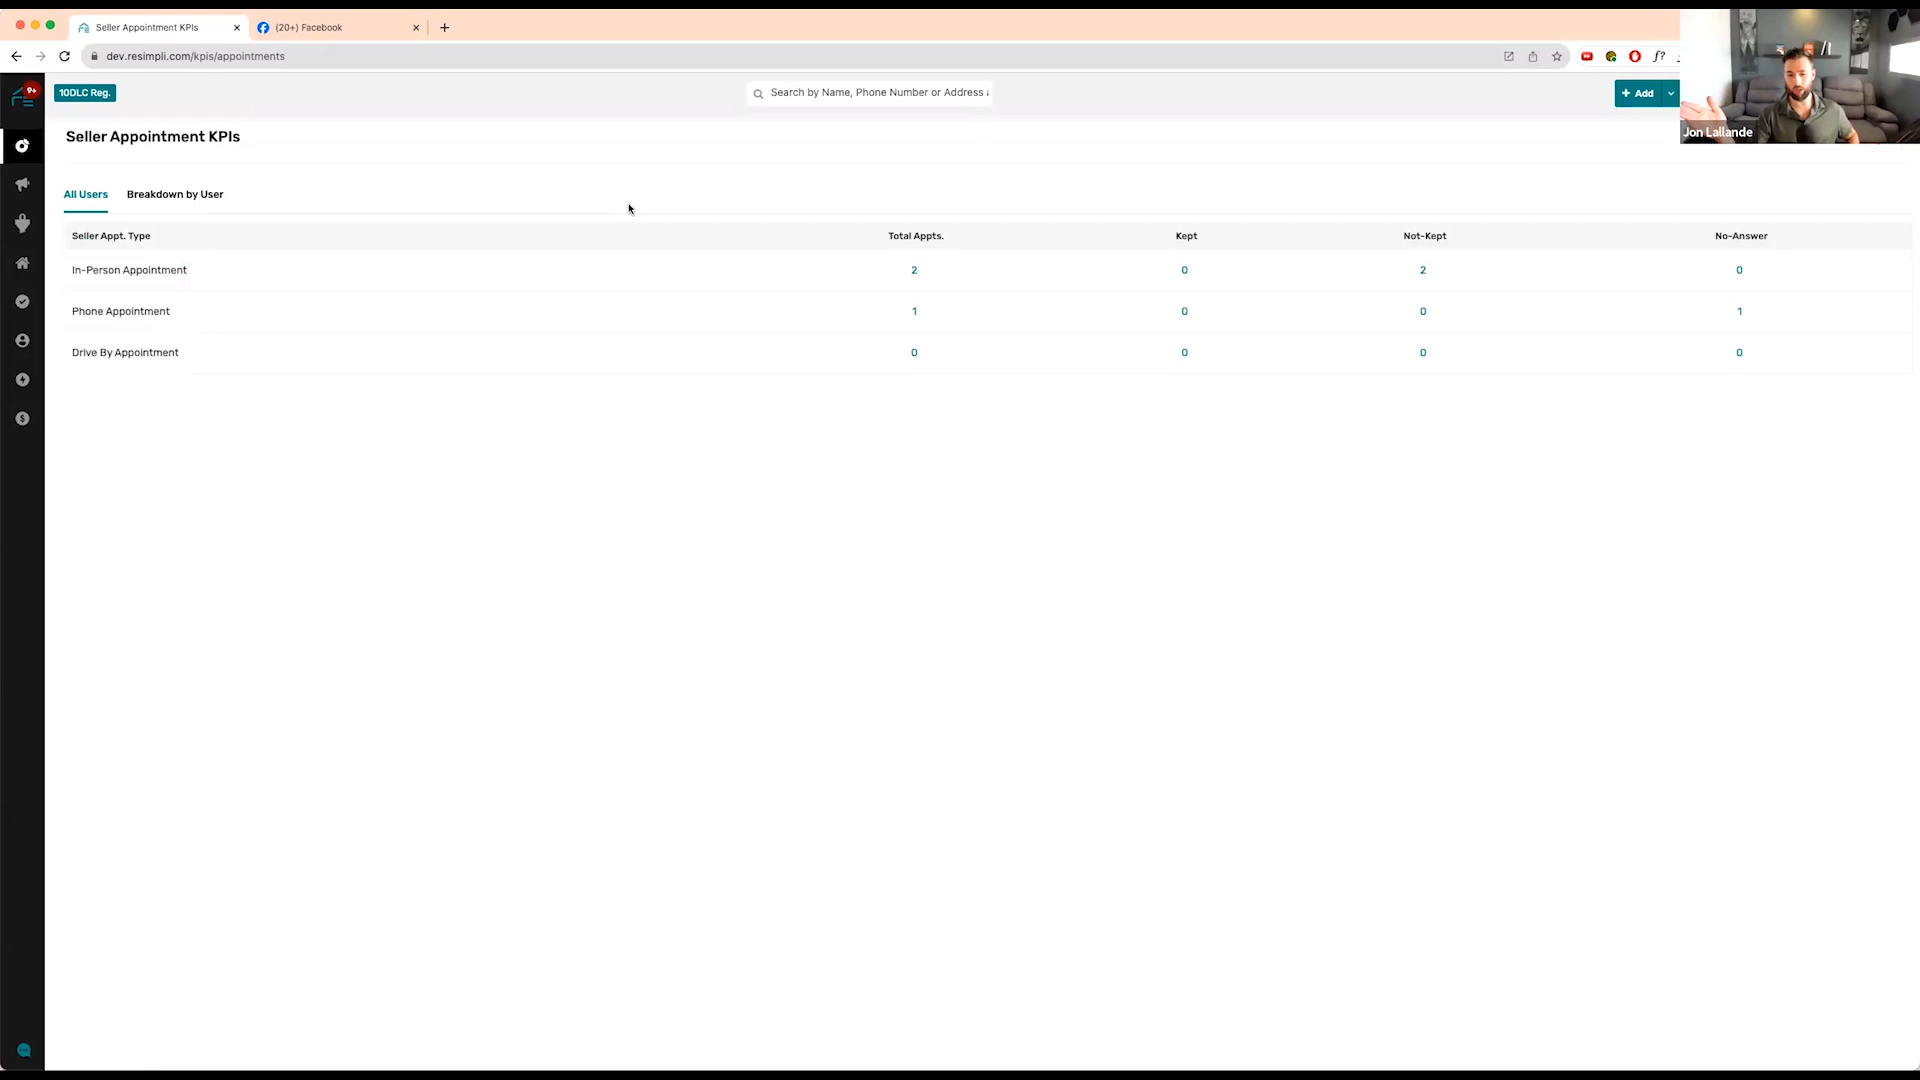 Seller Appointment KPIs
(20+) Facebook
dev.resimpli.com/kpis/appointments
f?
9+
10DLC Reg.
Search by Name, Phone Number or Address
+ Add
Jon Lallande
Seller Appointment KPIs
All Users Breakdown by User
Seller Appt. Type Total Appts. Kept Not-Kept No-Answer
In-Person Appointment 2 0 2 0
Phone Appointment 1 0 0 1
Drive By Appointment 0 0 0 0